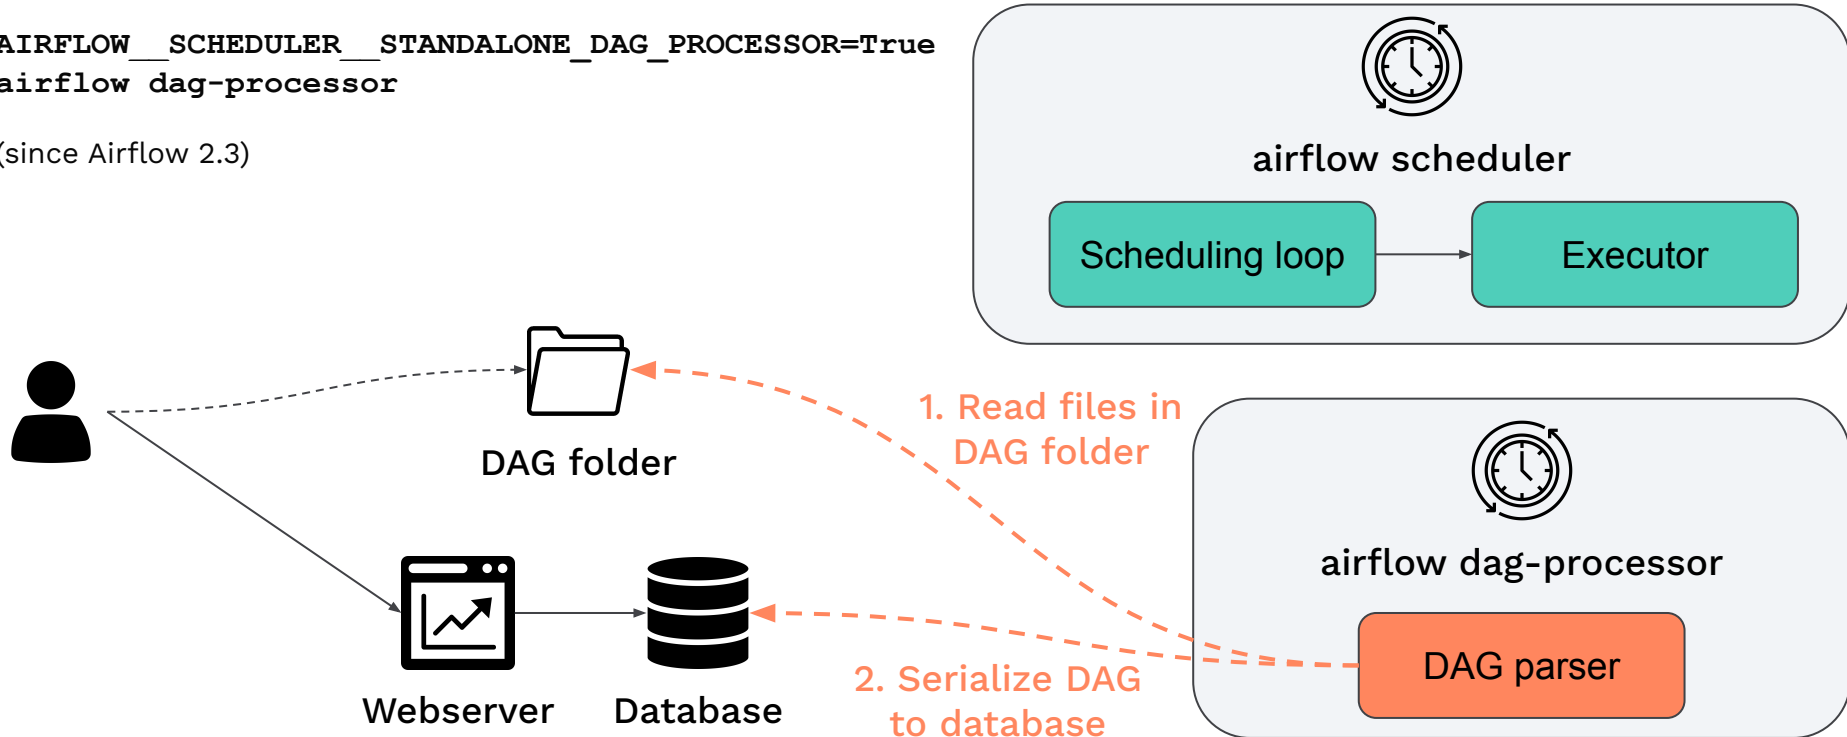 AIRFLOW__SCHEDULER__STANDALONE_DAG_PROCESSOR=True
airflow dag-processor
(since Airflow 2.3)
airflow scheduler
Scheduling loop
Executor
DAG folder
1. Read files in
DAG folder
airflow dag-processor
DAG parser
Webserver
Database
2. Serialize DAG
to database